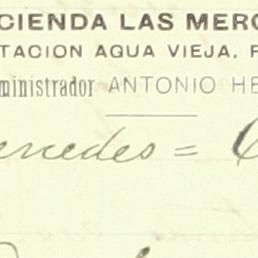 CIENDA LAS MERC
TACION AGUA VIEJA, F
ministrador ANTONIO HE
ercedes = C